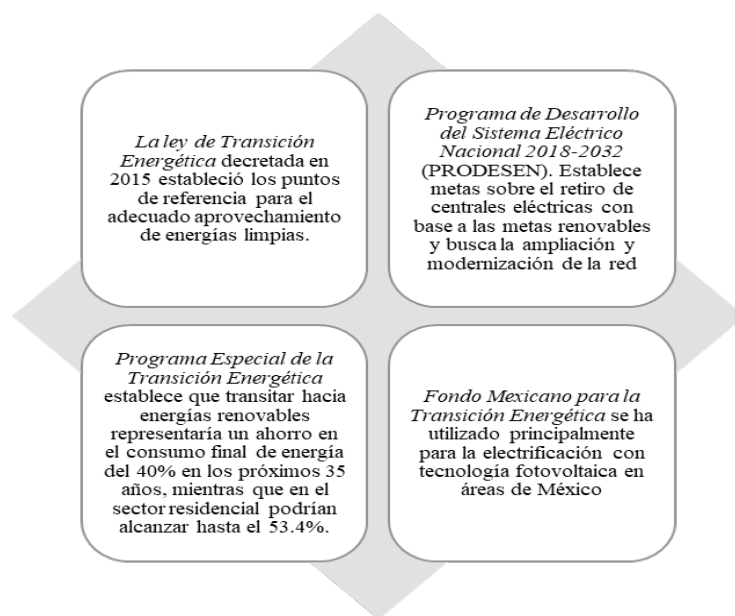 La ley de Transición
Energética decretada en
2015 estableció los puntos
de referencia para el
adecuado aprovechamiento
de energías limpias.
Programa de Desarrollo
del Sistema Eléctrico
Nacional 2018-2032
(PRODESEN). Establece
metas sobre el retiro de
centrales eléctricas con
base a las metas renovables
y busca la ampliación y
modernización de la red
Programa Especial de la
Transición Energética
establece que transitar hacia
energías renovables
representaría un ahorro en
el consumo final de energía
del 40% en los próximos 35
años, mientras que en el
sector residencial podrían
alcanzar hasta el 53.4%.
Fondo Mexicano para la
Transición Energética se ha
utilizado principalmente
para la electrificación con
tecnología fotovoltaica en
áreas de México